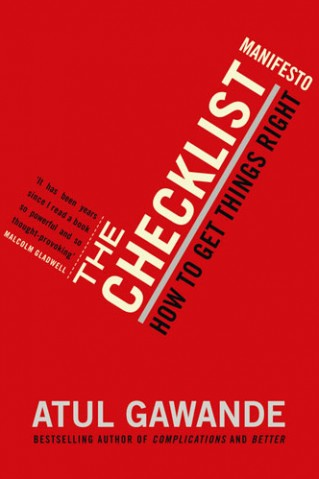 'It has been years
since I read a book
so powerful and so
thought-provoking'
MALCOLM GLADWELL
THE
CHECKLIST
MANIFESTO
HOW TO GET THINGS RIGHT
ATUL GAWANDE
BESTSELLING AUTHOR OF COMPLICATIONS AND BETTER